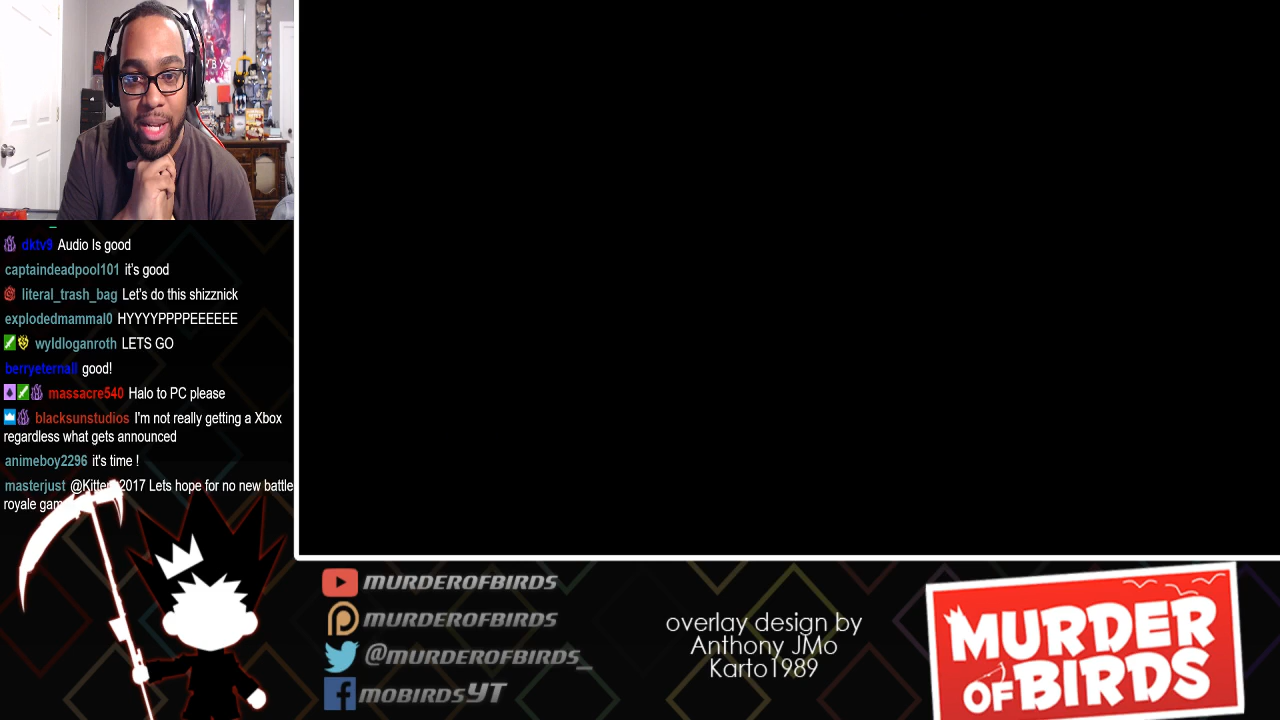 dktv9 Audio Is good
captaindeadpool101 it's good
literal_trash_bag Let's do this shizznick
explodedmammal0 HYYYYPPPPEEEEEE
wyldloganroth LETS GO
berryeternall good!
massacre540 Halo to PC please
blacksunstudios I'm not really getting a Xbox
regardless what gets announced
animeboy2296 it's time !
masterjust 2017 Lets hope for no new battle
royale
MURDEROFBIRDS
MURDEROFBIRDS
@MURDEROFBIRDS_
MOBIRDSYT
overlay design by
Anthony JMo
Karto1989
MURDER
OF BIRDS